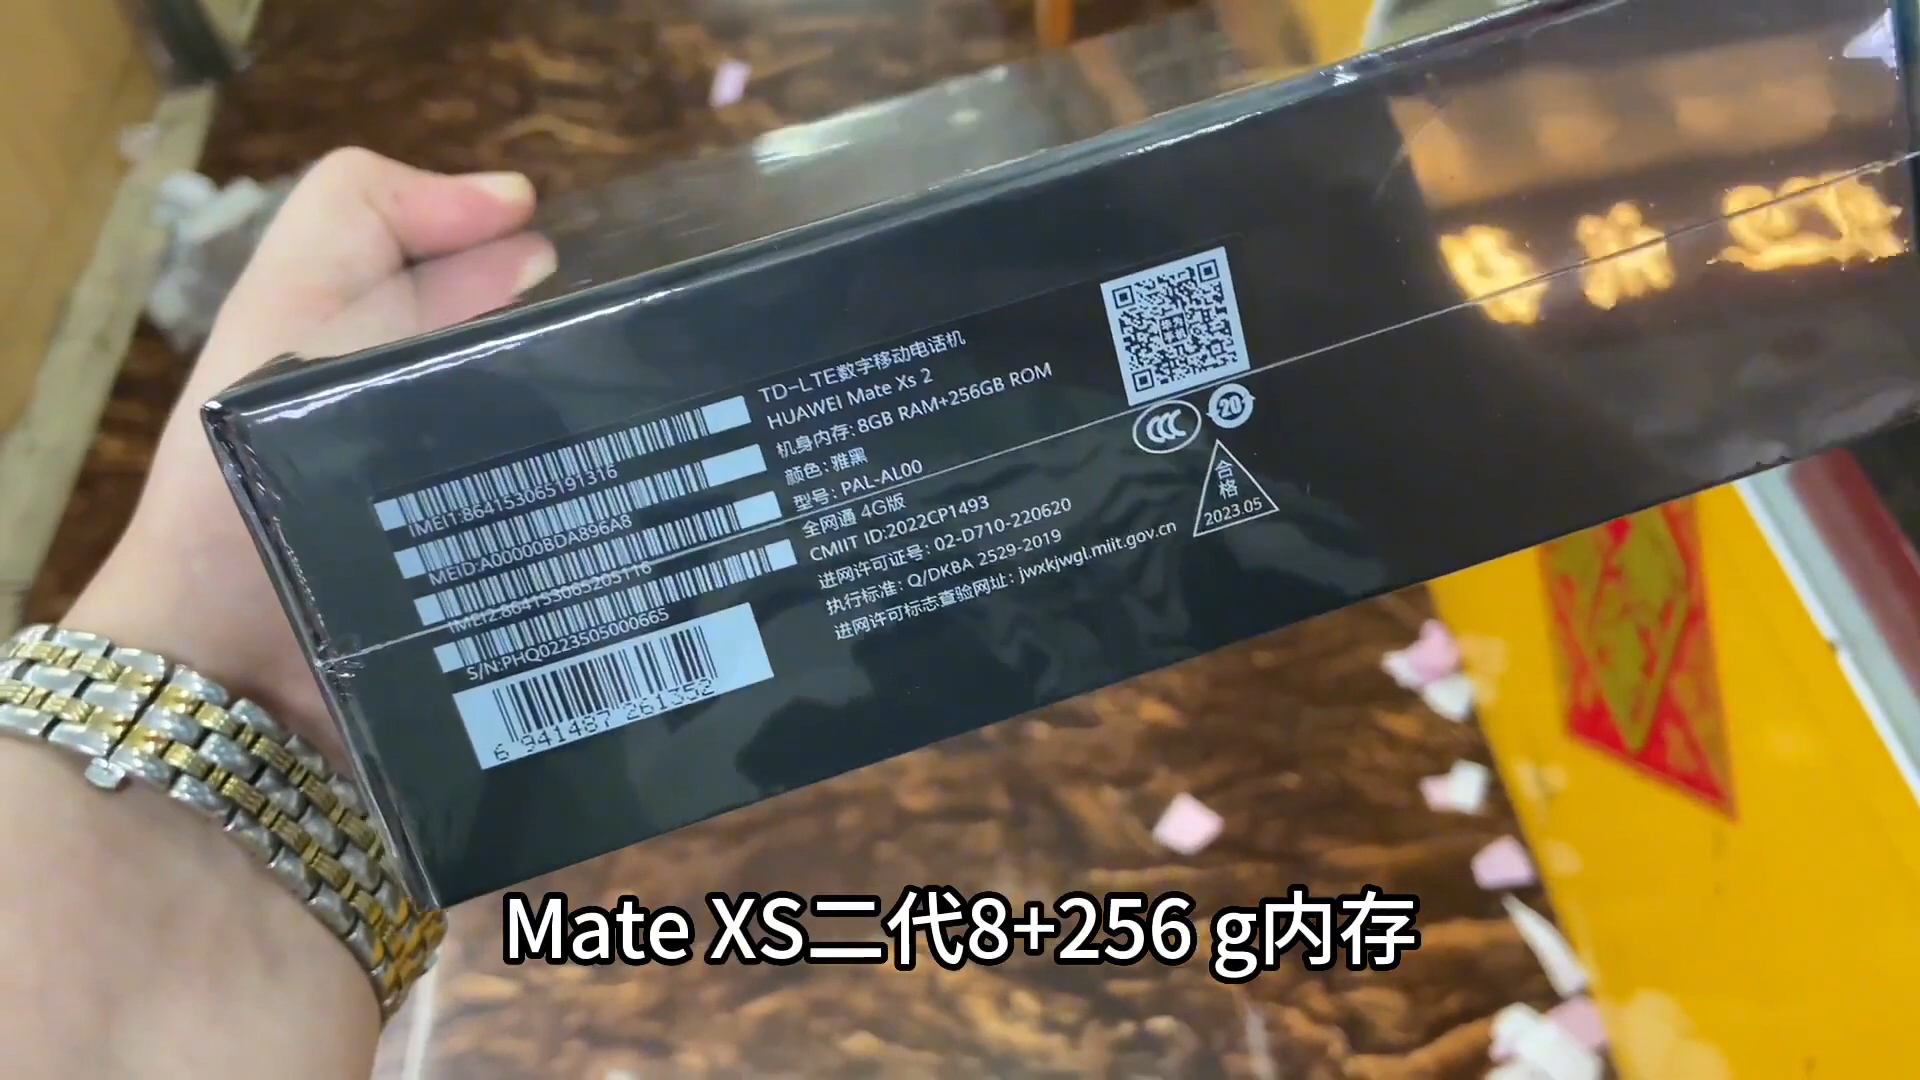 TD-LTE数字移动电话机
HUAWEI Mate Xs 2
机身内存: 8GB RAM+256GB ROM
颜色: 雅黑
型号: PAL-AL00
全网通 4G版
CMIIT ID:2022CP1493
进网许可证号: 02-D710-220620
执行标准: Q/DKBA 2529-2019
进网许可标志查验网址: jwxkjwgl.miit.gov.cn
IMEI1:864153065191316
MEID:A00000BDA896A8
IMEI2:864153065205116
S/N:PHQ0223505000665
6 941487 261352
CCC
20
合
格
2023.05
Mate XS二代8+256 g内存